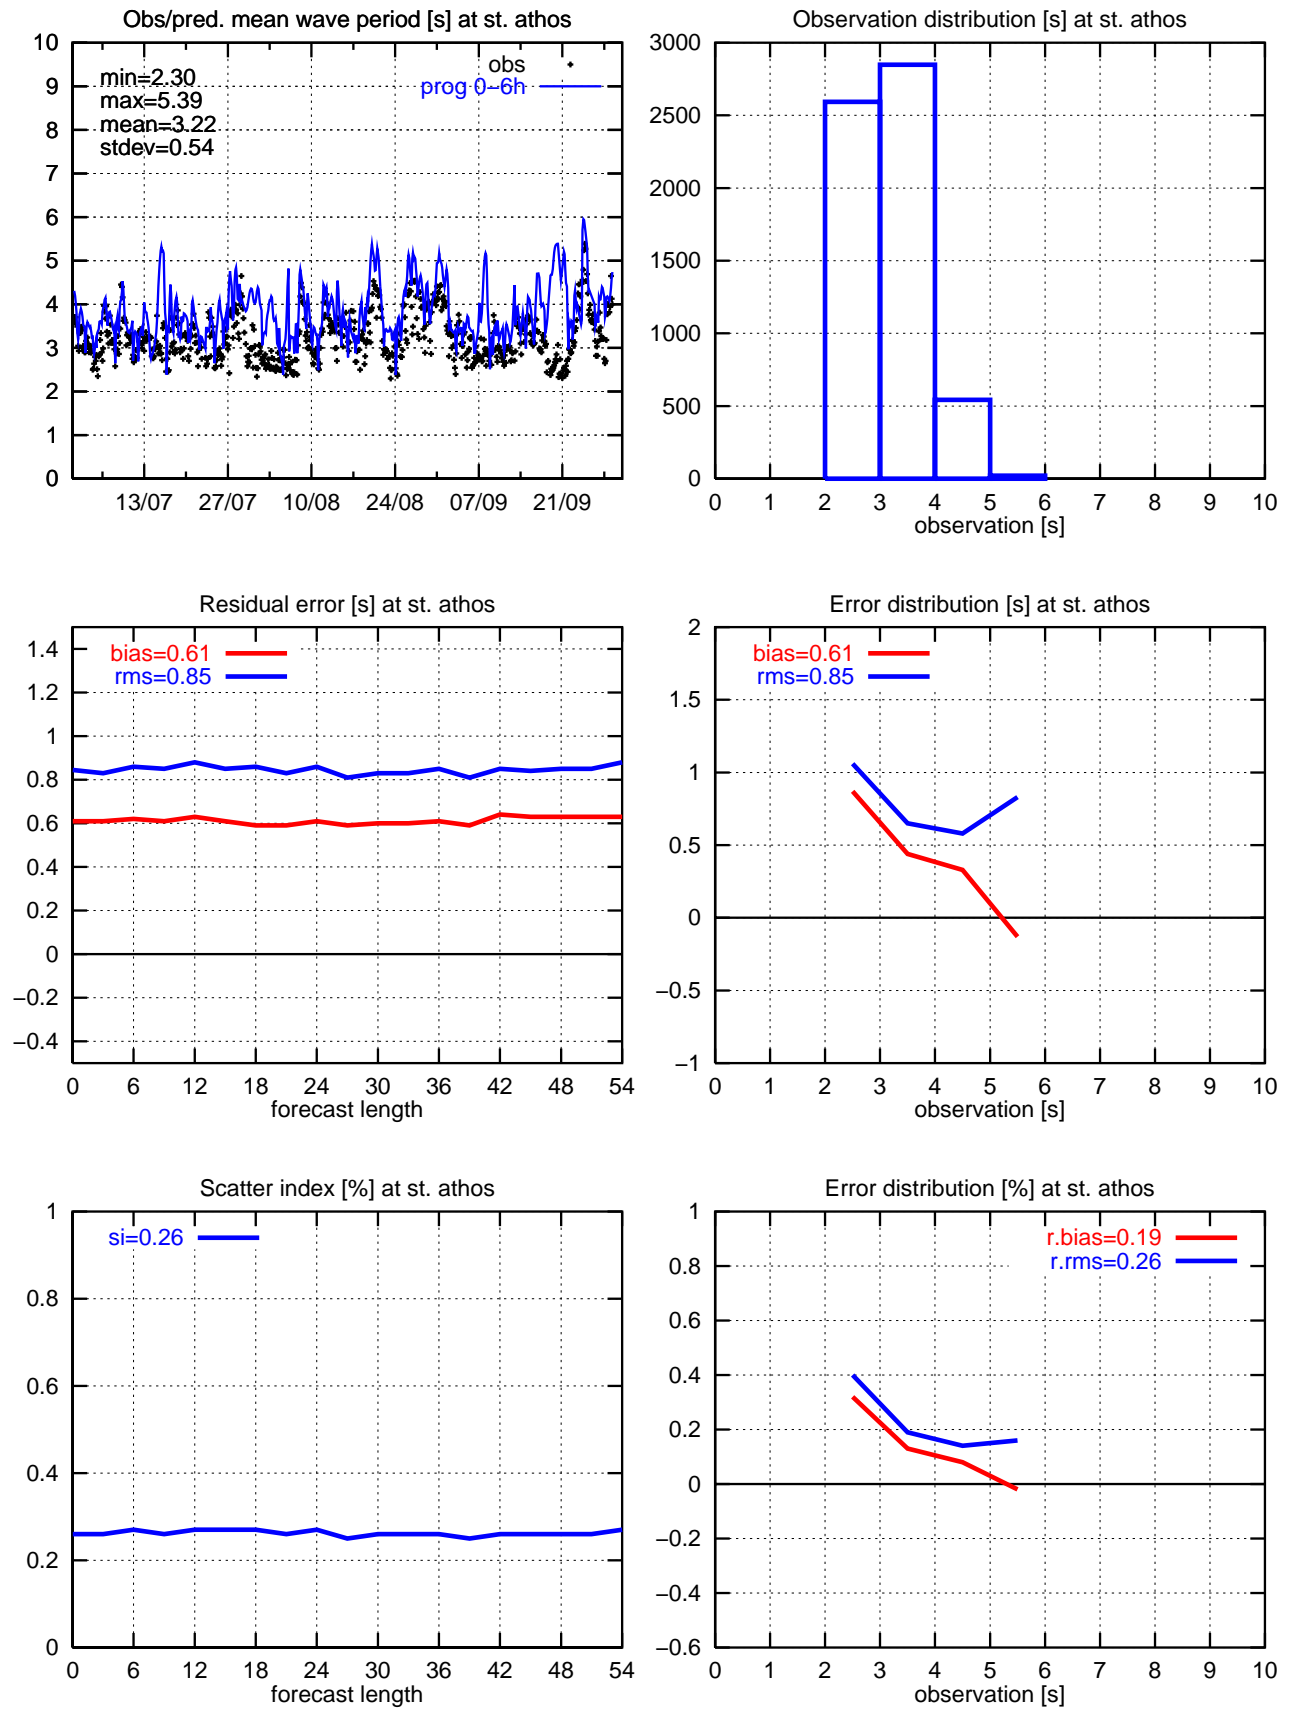 Obs/pred. mean wave period [s] at st. athos
10
9
8
7
6
5
4
3
2
1
0
min=2.30
max=5.39
mean=3.22
stdev=0.54
obs
prog 0−6h
13/07 27/07 10/08 24/08 07/09 21/09
Observation distribution [s] at st. athos
3000
2500
2000
1500
1000
500
0
0 1 2 3 4 5 6 7 8 9 10
observation [s]
Residual error [s] at st. athos
1.4
1.2
1
0.8
0.6
0.4
0.2
0
−0.2
−0.4
bias=0.61
rms=0.85
0 6 12 18 24 30 36 42 48 54
forecast length
Error distribution [s] at st. athos
2
1.5
1
0.5
0
−0.5
−1
bias=0.61
rms=0.85
0 1 2 3 4 5 6 7 8 9 10
observation [s]
Scatter index [%] at st. athos
1
0.8
0.6
0.4
0.2
0
si=0.26
0 6 12 18 24 30 36 42 48 54
forecast length
Error distribution [%] at st. athos
1
0.8
0.6
0.4
0.2
0
−0.2
−0.4
−0.6
r.bias=0.19
r.rms=0.26
0 1 2 3 4 5 6 7 8 9 10
observation [s]